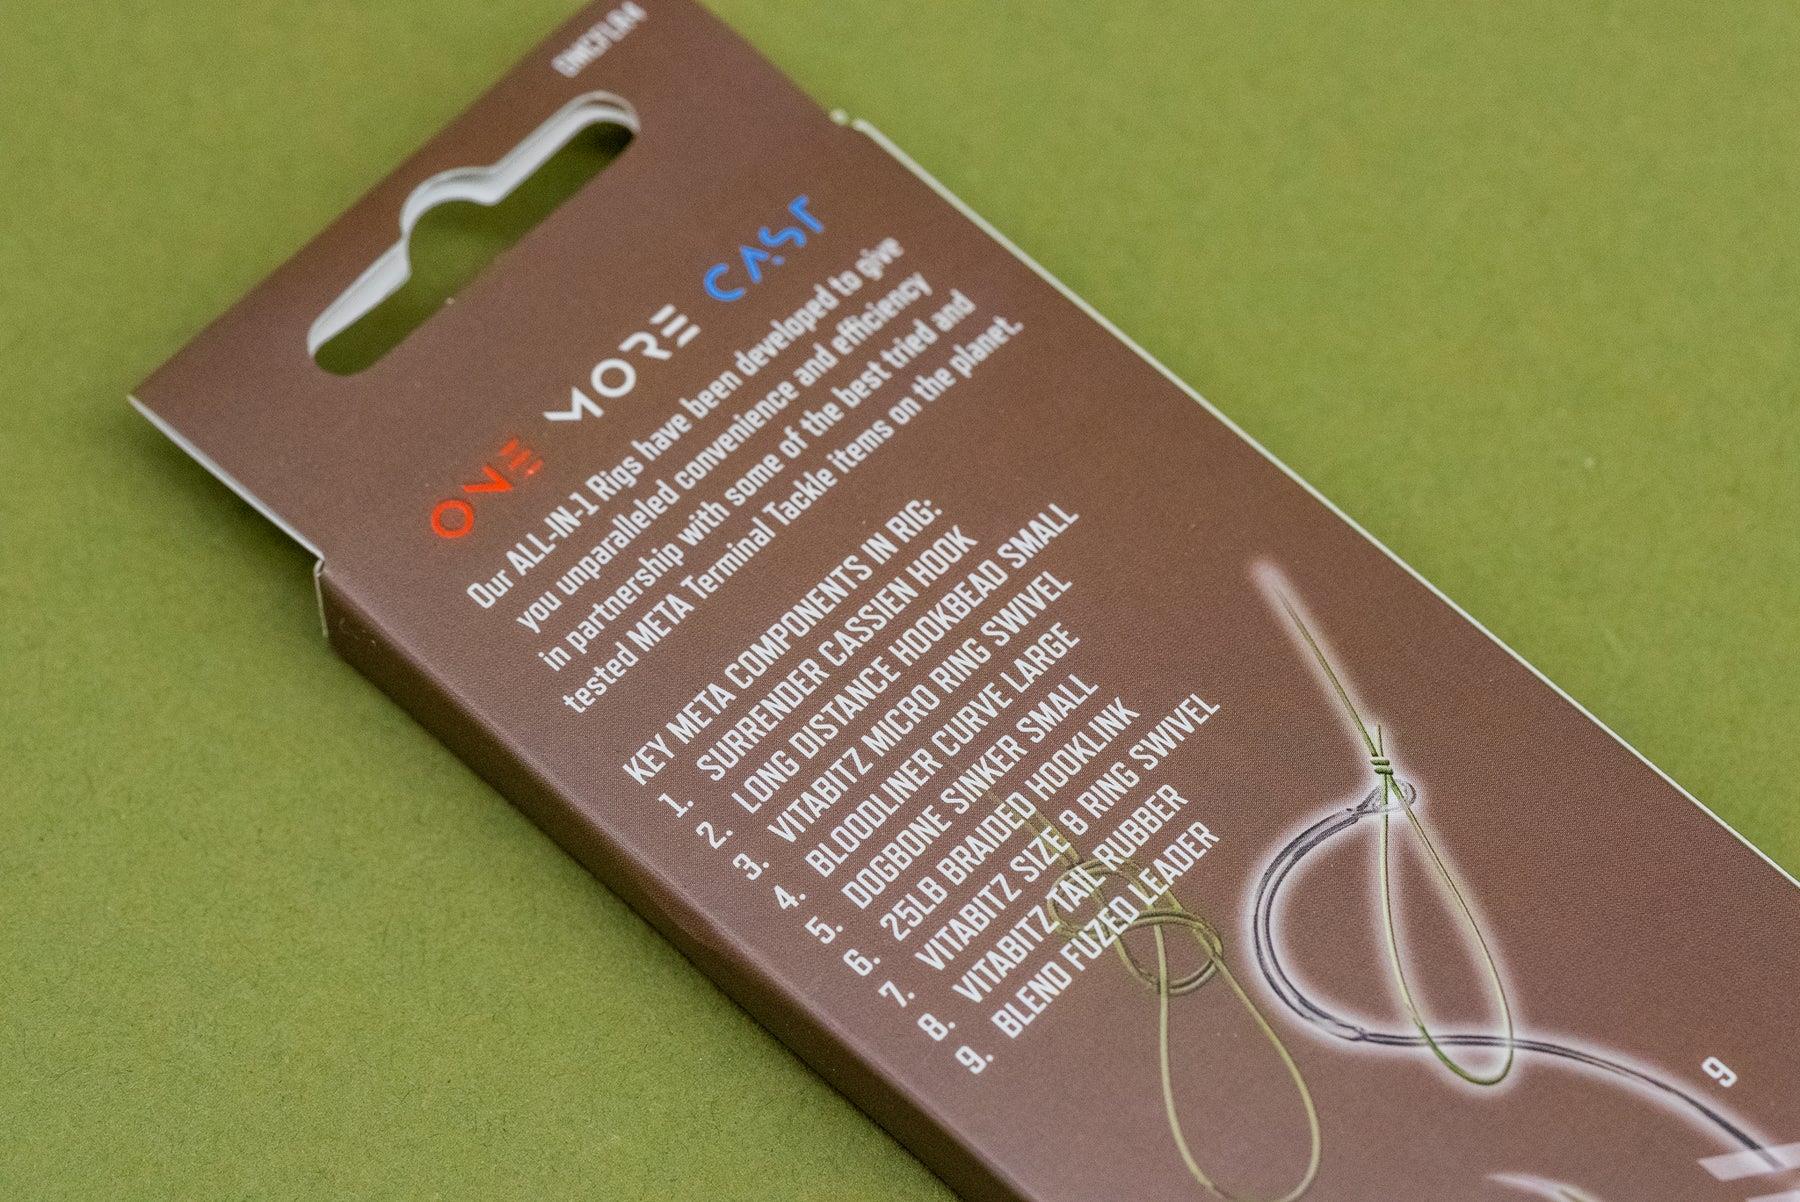 ONE MORE CAST
Our ALL-IN-1 Rigs have been developed to give
you unparalleled convenience and efficiency
in partnership with some of the best tried and
tested META Terminal Tackle items on the planet.
KEY META COMPONENTS IN RIG:
1. SURRENDER CASSIEN HOOK
2. LONG DISTANCE HOOKBEAD SMALL
3. VITABITZ MICRO RING SWIVEL
4. BLOODLINER CURVE LARGE
5. DOGBONE SINKER SMALL
6. 25LB BRAIDED HOOKLINK
7. VITABITZ SIZE 8 RING SWIVEL
8. VITABITZ TAIL RUBBER
9. BLEND FUZED LEADER
9